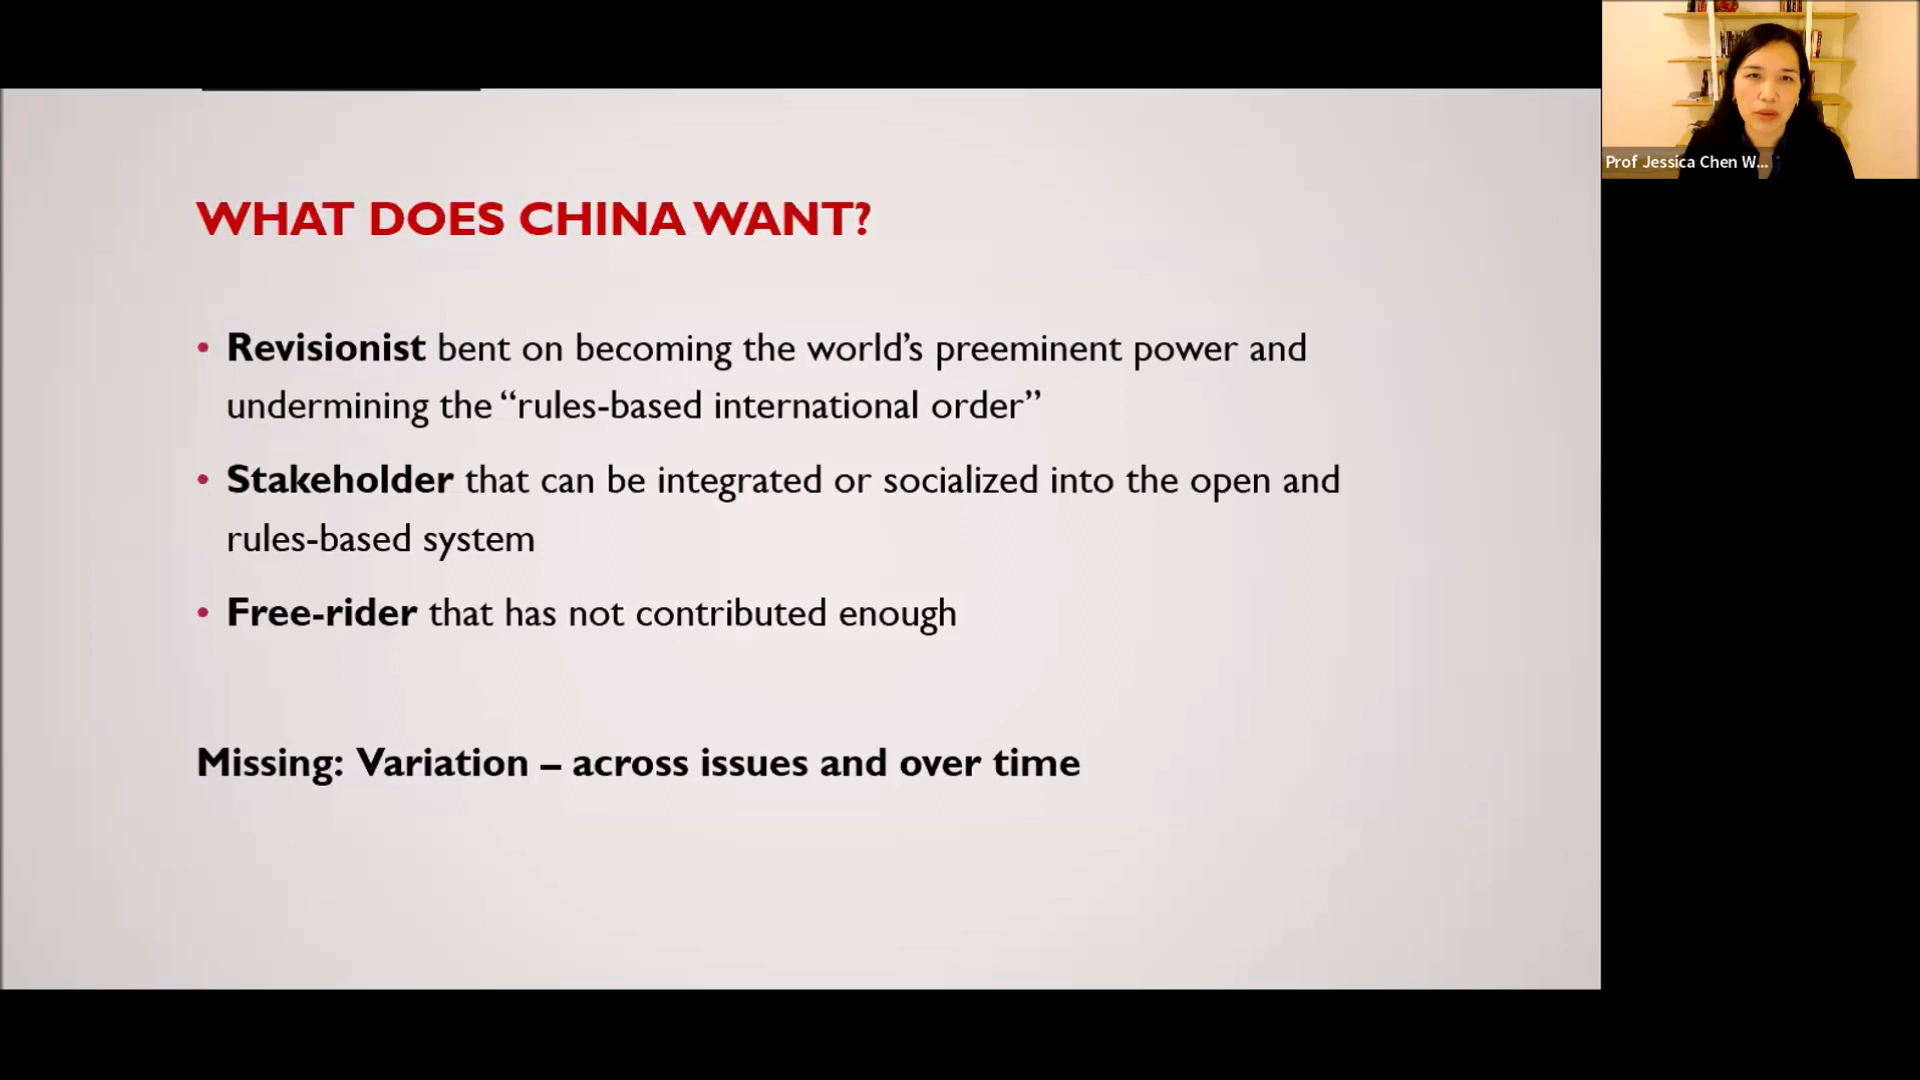 WHAT DOES CHINA WANT?
• Revisionist bent on becoming the world’s preeminent power and
undermining the “rules-based international order”
• Stakeholder that can be integrated or socialized into the open and
rules-based system
• Free-rider that has not contributed enough
Missing: Variation – across issues and over time
Prof Jessica Chen W...